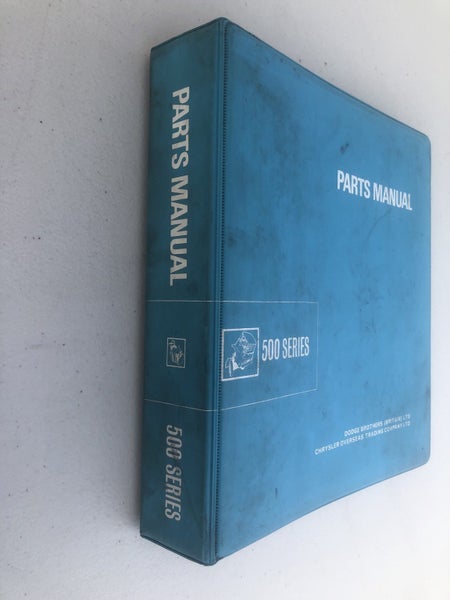 PARTS MANUAL
500 SERIES
PARTS MANUAL
500 SERIES
DODGE BROTHERS (BRITAIN) LTD
CHRYSLER OVERSEAS TRADING COMPANY LTD